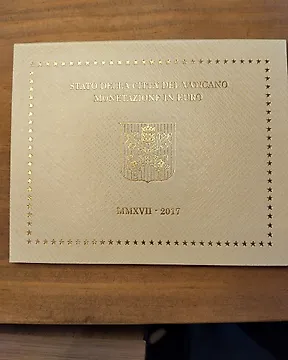 STATO DELLA CITTÀ DEL VATICANO
MONETAZIONE IN EURO
MMXVII - 2017